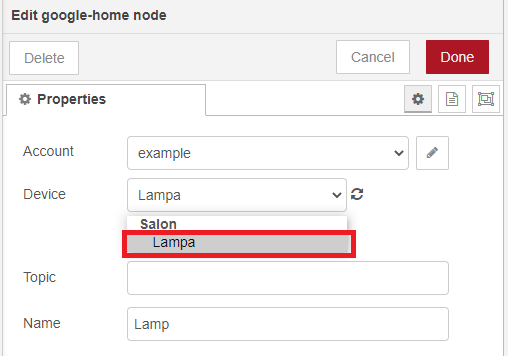 Edit google-home node
Delete
Cancel
Done
Properties
Account
example
Device
Lampa
Salon
Lampa
Topic
Name
Lamp